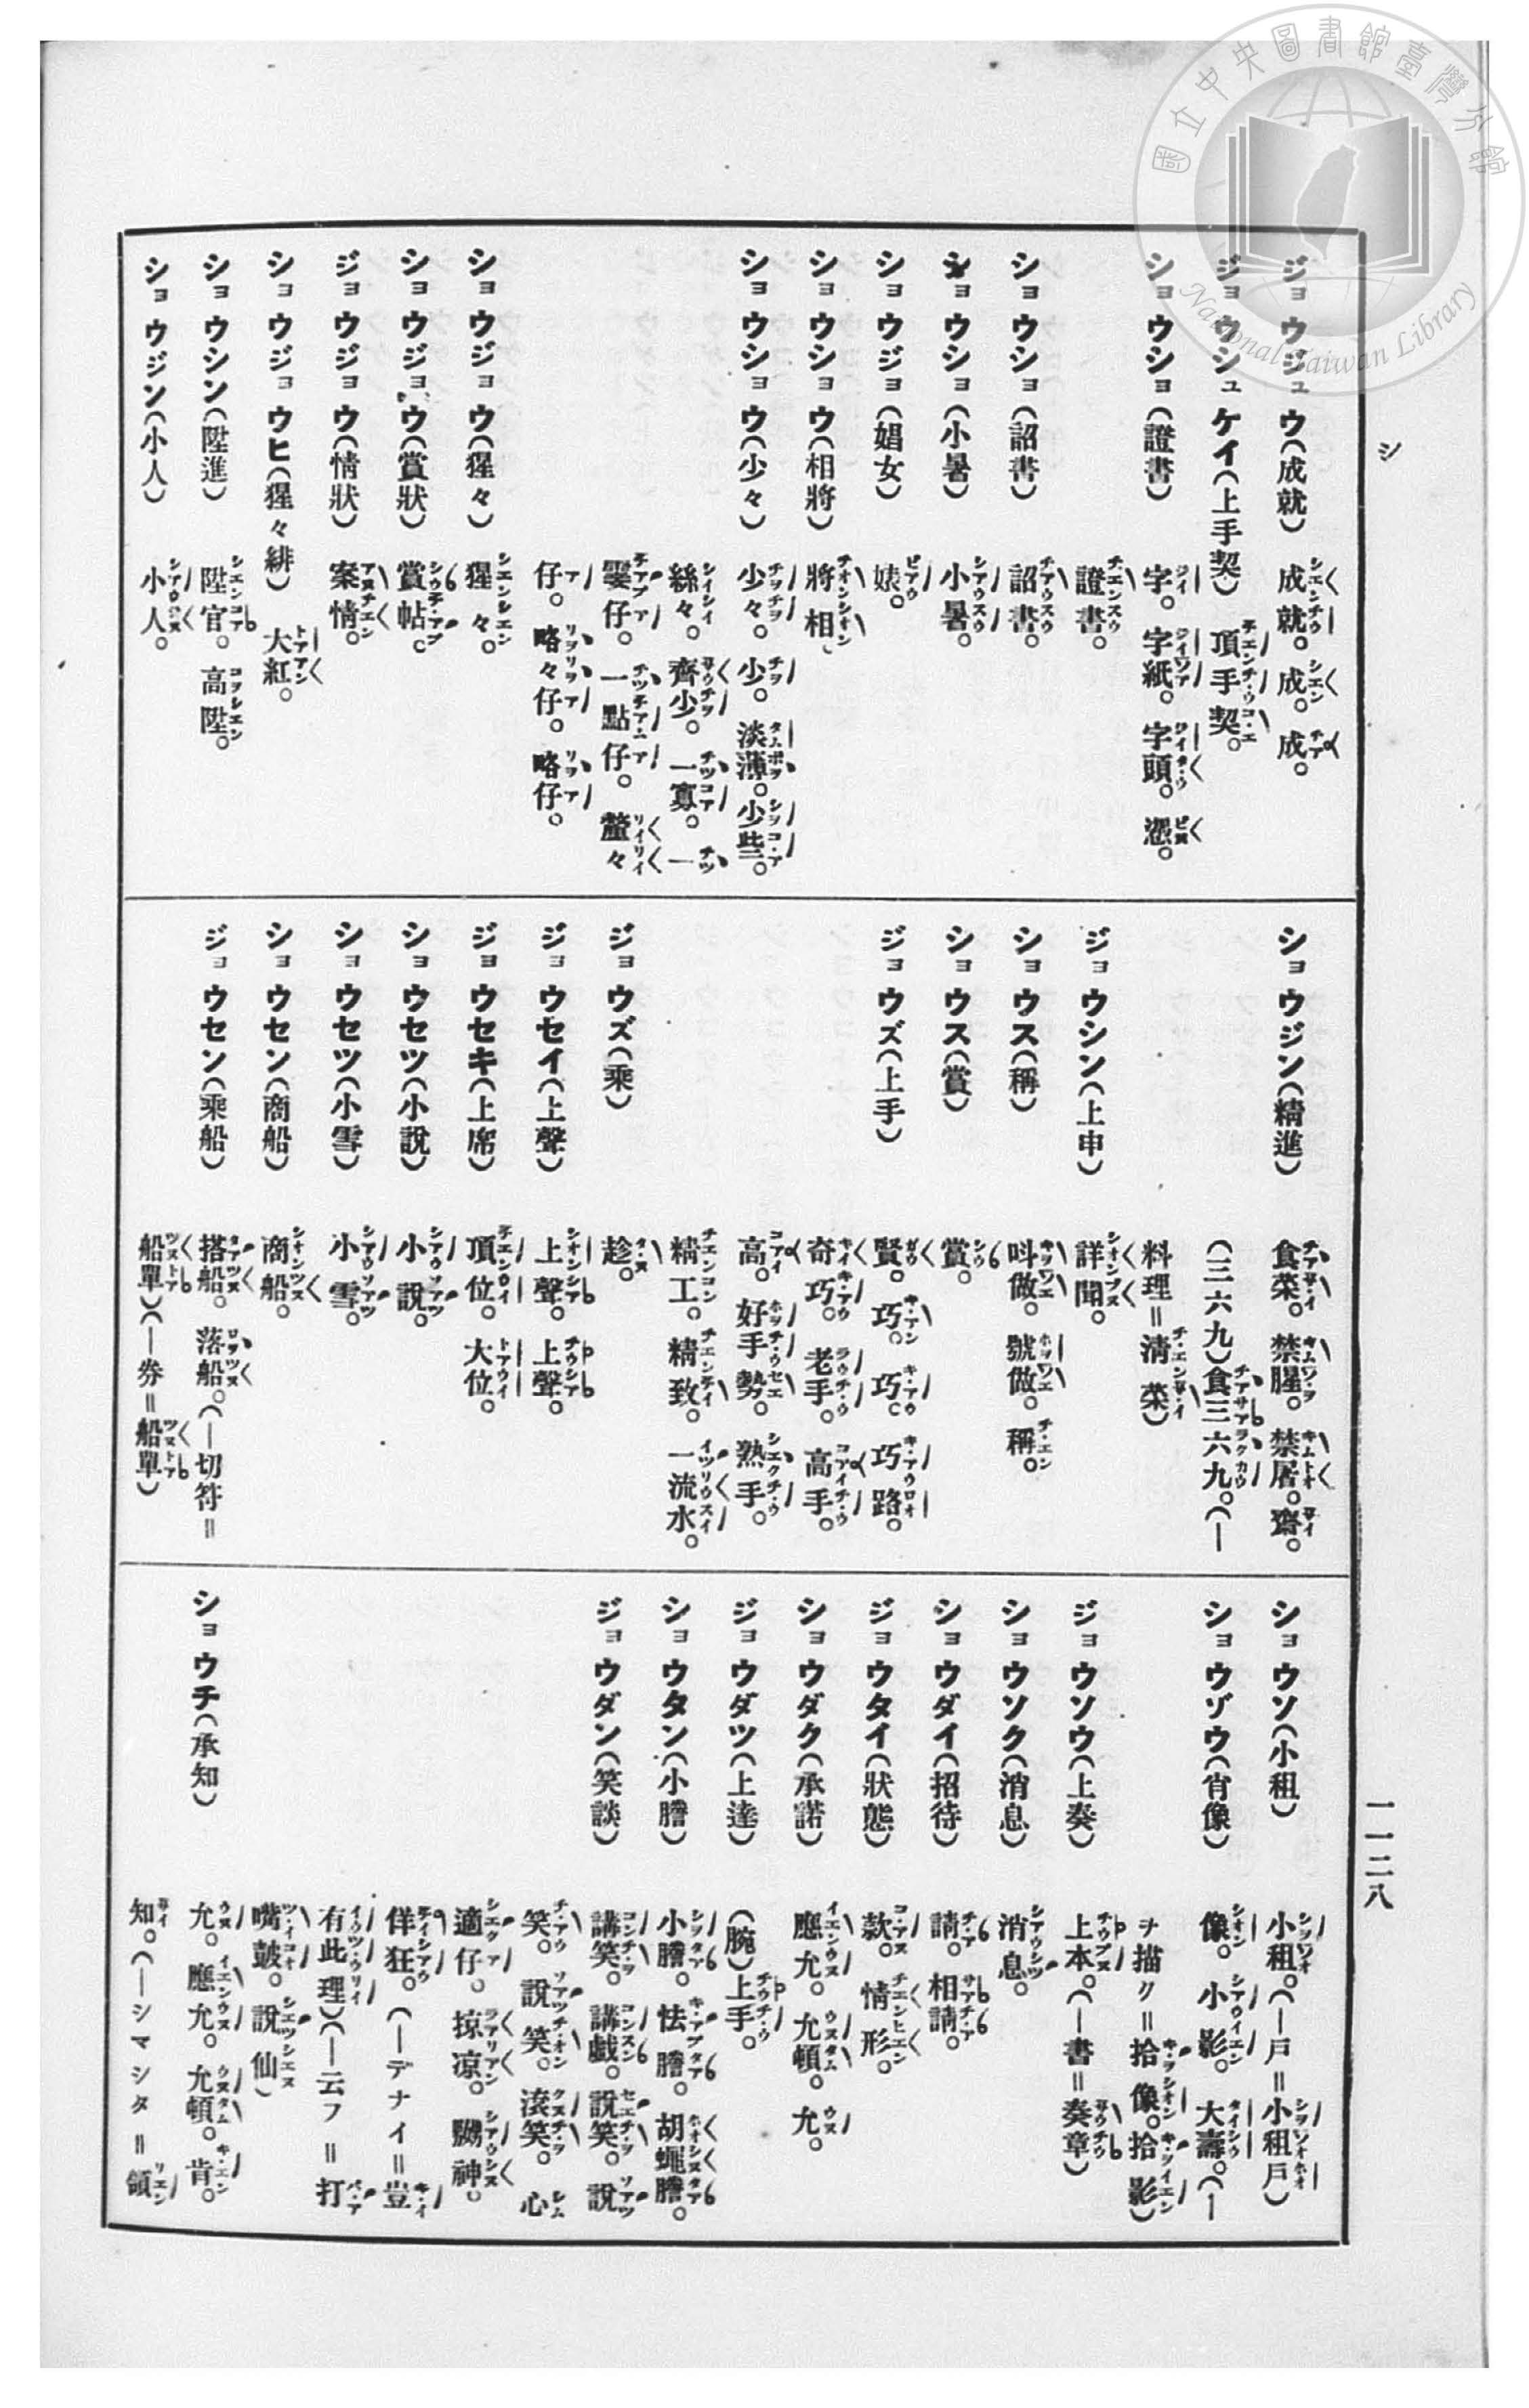 國立中央圖書館臺灣分館
National Taiwan Library
シ
一一二八
ジョウジュウ(成就) 成就。成。成。
ジョウシュケイ(上手契) 頂手契。
ショウショ(證書) 證書。
字。字紙。字頭。憑。
ショウショ(詔書) 詔書。
ショウショ(小暑) 小暑。
ショウジョ(娼女) 婊。
ショウショウ(相將) 將相。
ショウショウ(少々) 少々。少。淡薄。少些。
絲々。齊少。一寡。一
霎仔。一點仔。釐々
仔。略々仔。略仔。
ショウジョウ(猩々) 猩々。
ショウジョウ(賞狀) 賞帖。
ジョウジョウ(情狀) 案情。
ショウジョウヒ(猩々緋) 大紅。
ショウシン(陞進) 陞官。高陞。
ショウジン(小人) 小人。
ショウジン(精進) 食菜。禁腥。禁屠。齋。
(三六九)食三六九。(—
料理=清菜)
ジョウシン(上申) 詳聞。
ショウス(稱) 叫做。號做。稱。
ショウス(賞) 賞。
ジョウズ(上手) 賢。巧。巧。巧路。
奇巧。老手。高手。
高。好手勢。熟手。
精工。精致。一流水。
ジョウズ(乘) 趁。
ジョウセイ(上聲) 上聲。上聲。
ジョウセキ(上席) 頂位。大位。
ショウセツ(小說) 小說。
ショウセツ(小雪) 小雪。
ショウセン(商船) 商船。
ジョウセン(乘船) 搭船。落船。(—切符=
船單)(—券=船單)
ショウソ(小租) 小租。(—戶=小租戶)
ショウゾウ(肖像) 像。小影。大壽。(—
ヲ描ク=拾像。拾影)
ジョウソウ(上奏) 上本。(—書=奏章)
ショウソク(消息) 消息。
ショウダイ(招待) 請。相請。
ジョウタイ(狀態) 款。情形。
ショウダク(承諾) 應允。允頓。允。
ジョウダツ(上達) (腕)上手。
ショウタン(小膽) 小膽。怯膽。胡蠅膽。
ジョウダン(笑談) 講笑。講戲。說笑。說
笑。說笑。滾笑。心
適仔。掠凉。嬲神。
佯狂。(—デナイ=豈
有此理)(—云フ=打
嘴鼓。說仙)
ショウチ(承知) 允。應允。允頓。肯。
知。(—シマシタ=領